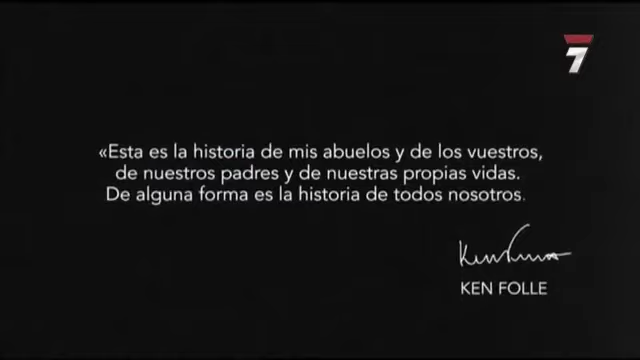 7
«Esta es la historia de mis abuelos y de los vuestros,
de nuestros padres y de nuestras propias vidas.
De alguna forma es la historia de todos nosotros.
KEN FOLLE